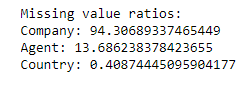 Missing value ratios:
Company: 94.30689337465449
Agent: 13.686238378423655
Country: 0.40874445095904177